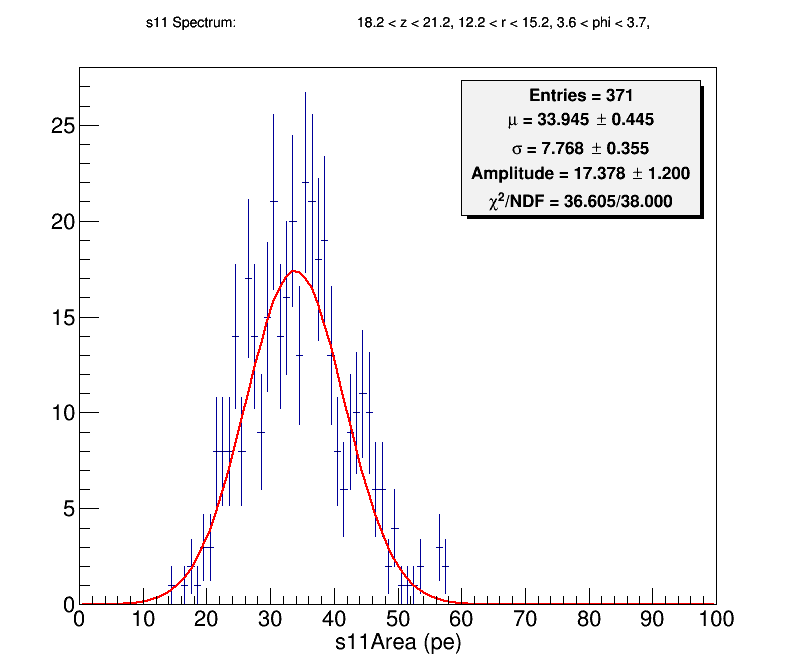 s11 Spectrum: 18.2 < z < 21.2, 12.2 < r < 15.2, 3.6 < phi < 3.7,
Entries = 371
μ = 33.945 ± 0.445
σ = 7.768 ± 0.355
Amplitude = 17.378 ± 1.200
χ²/NDF = 36.605/38.000
25
20
15
10
5
0
0 10 20 30 40 50 60 70 80 90 100
s11Area (pe)